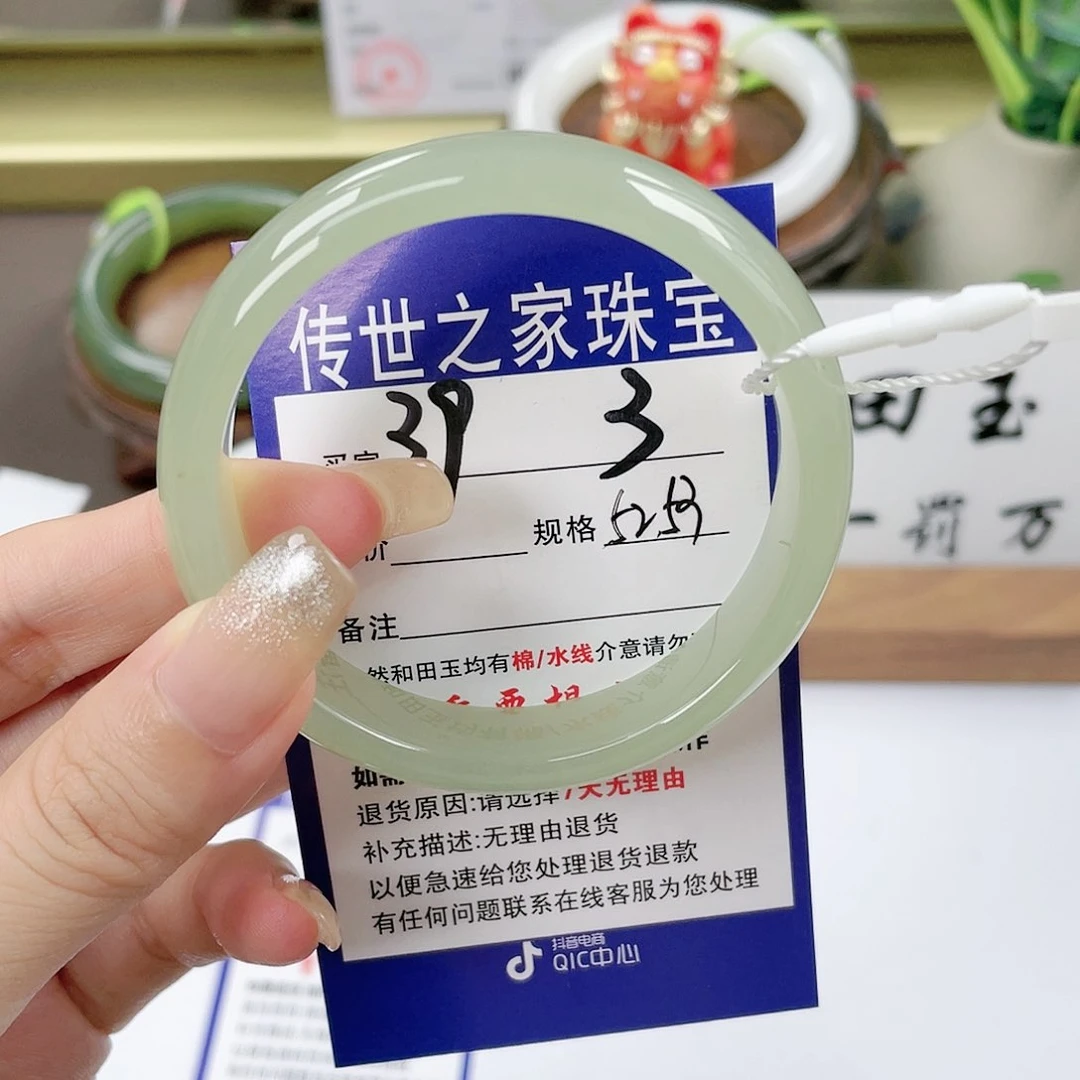 传世之家珠宝
39 3
规格 52.59
备注
然和田玉均有棉/水线介意请勿
退货原因:请选择7天无理由
补充描述:无理由退货
以便急速给您处理退货退款
有任何问题联系在线客服为您处理
抖音电商
QIC中心
田玉
一罚万